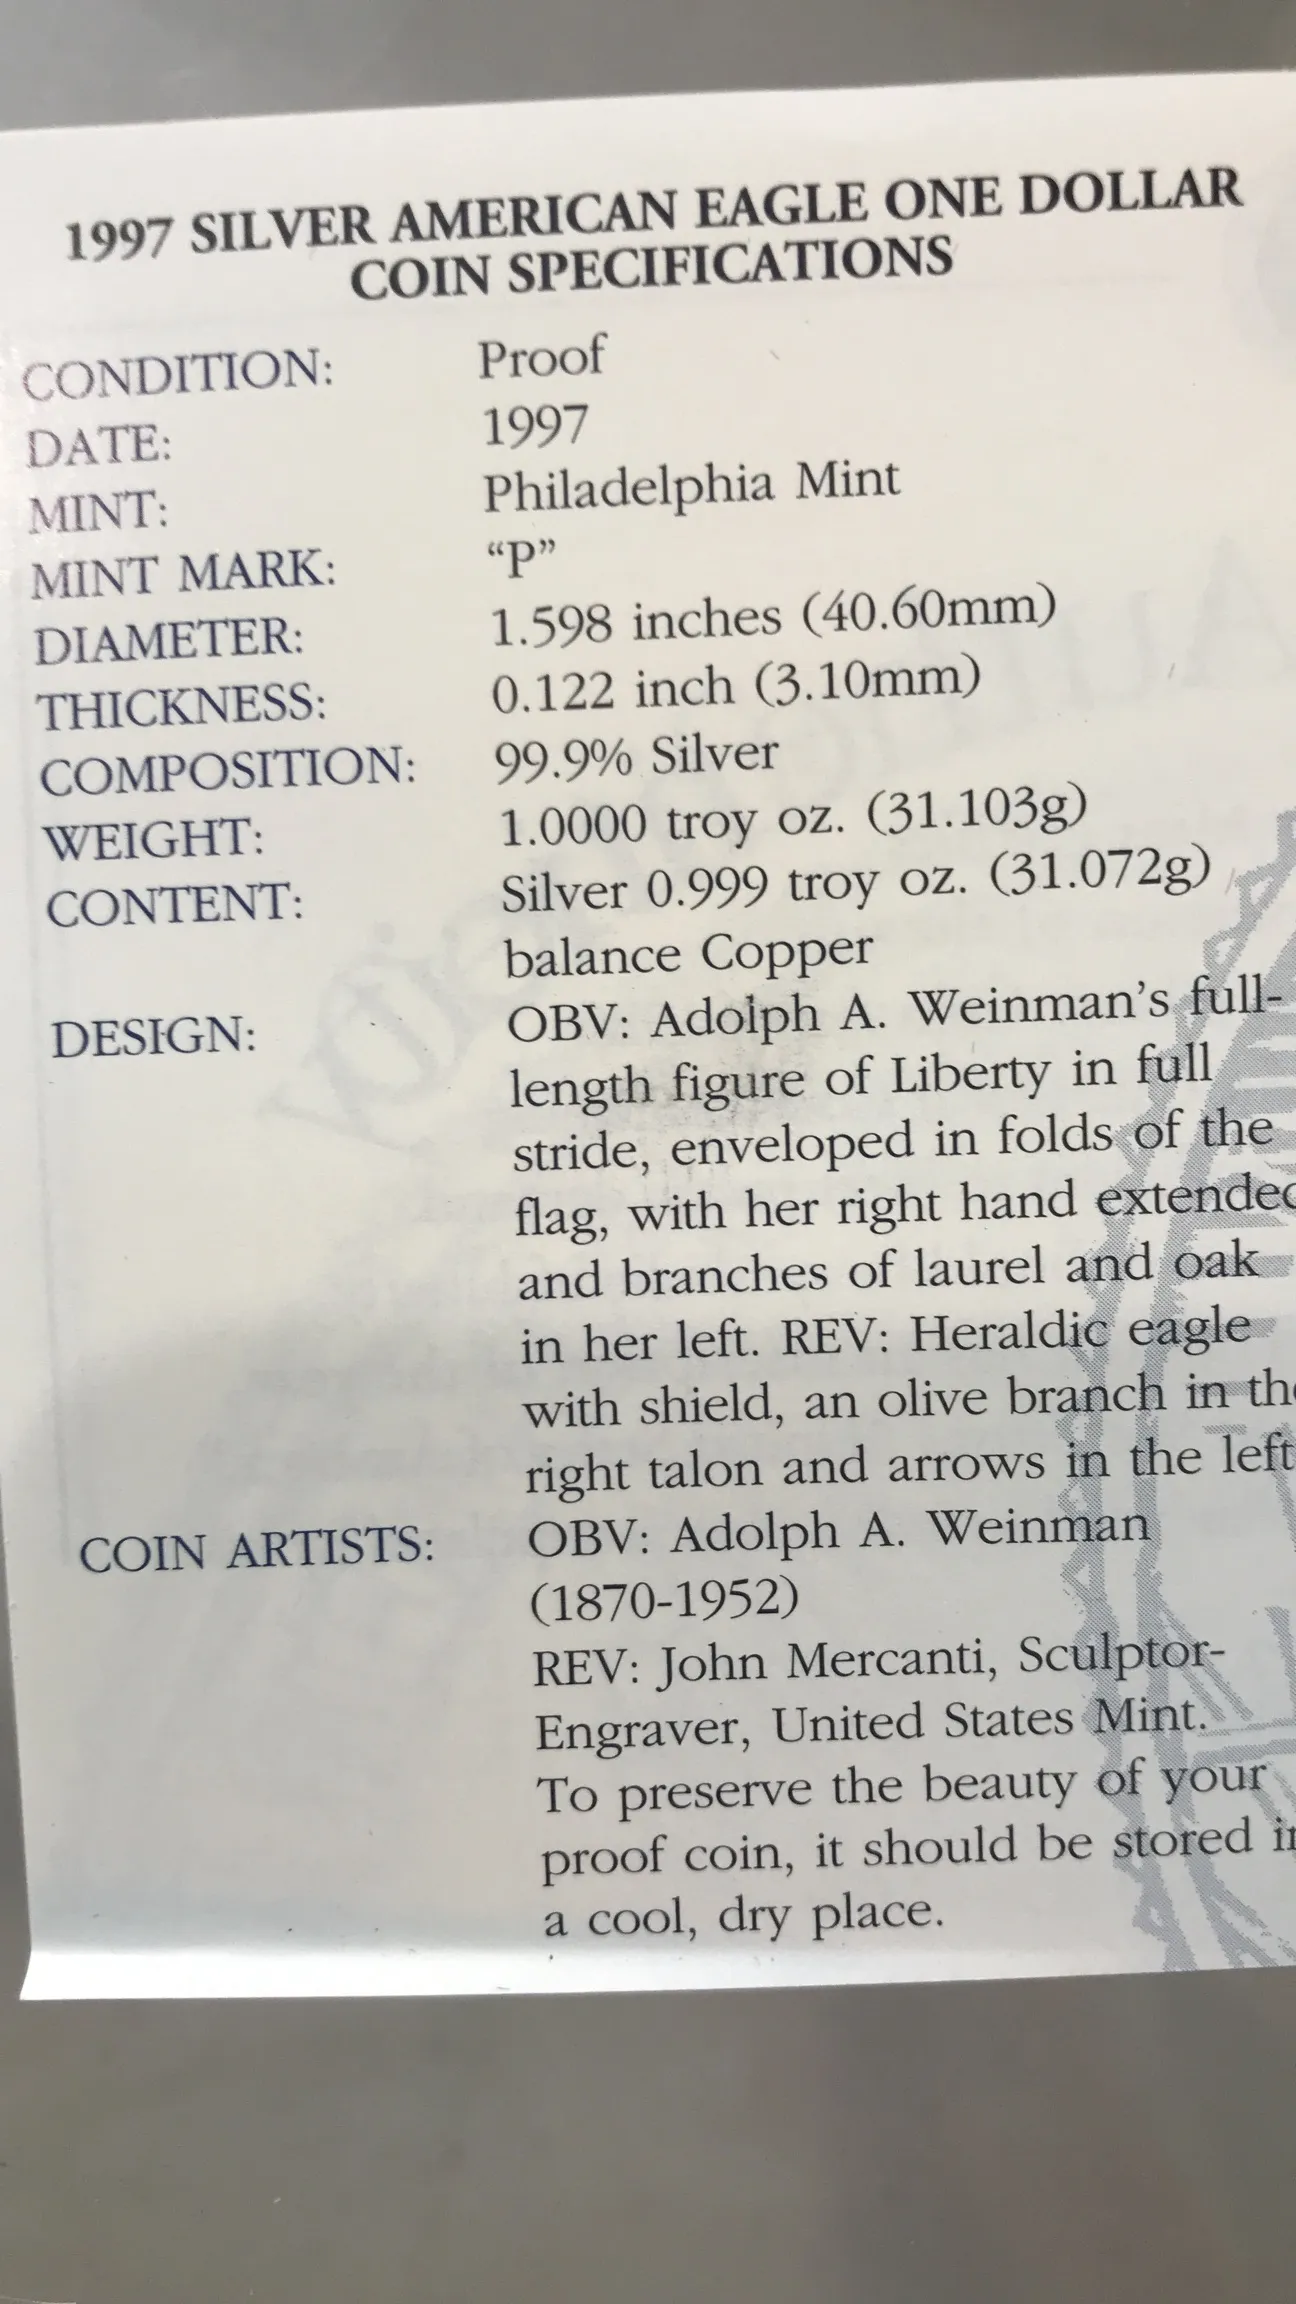 1997 SILVER AMERICAN EAGLE ONE DOLLAR
COIN SPECIFICATIONS
CONDITION: Proof
DATE: 1997
MINT: Philadelphia Mint
MINT MARK: “P”
DIAMETER: 1.598 inches (40.60mm)
THICKNESS: 0.122 inch (3.10mm)
COMPOSITION: 99.9% Silver
WEIGHT: 1.0000 troy oz. (31.103g)
CONTENT: Silver 0.999 troy oz. (31.072g)
balance Copper
DESIGN: OBV: Adolph A. Weinman’s full-
length figure of Liberty in full
stride, enveloped in folds of the
flag, with her right hand extended
and branches of laurel and oak
in her left. REV: Heraldic eagle
with shield, an olive branch in the
right talon and arrows in the left
COIN ARTISTS: OBV: Adolph A. Weinman
(1870-1952)
REV: John Mercanti, Sculptor-
Engraver, United States Mint.
To preserve the beauty of your
proof coin, it should be stored in
a cool, dry place.